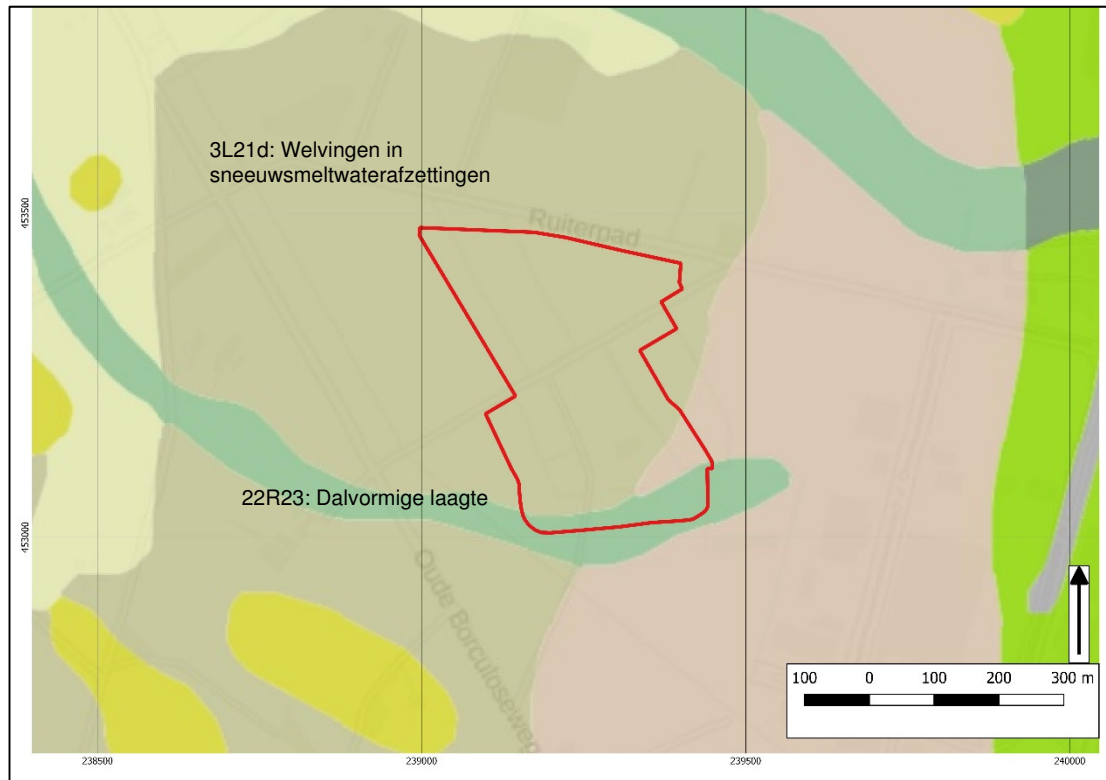 3L21d: Welvingen in
sneeuwsmeltwaterafzettingen
Ruiterpad
453500
22R23: Dalvormige laagte
453000
Oude Borculoseweg
100 0 100 200 300 m
238500 239000 239500 240000